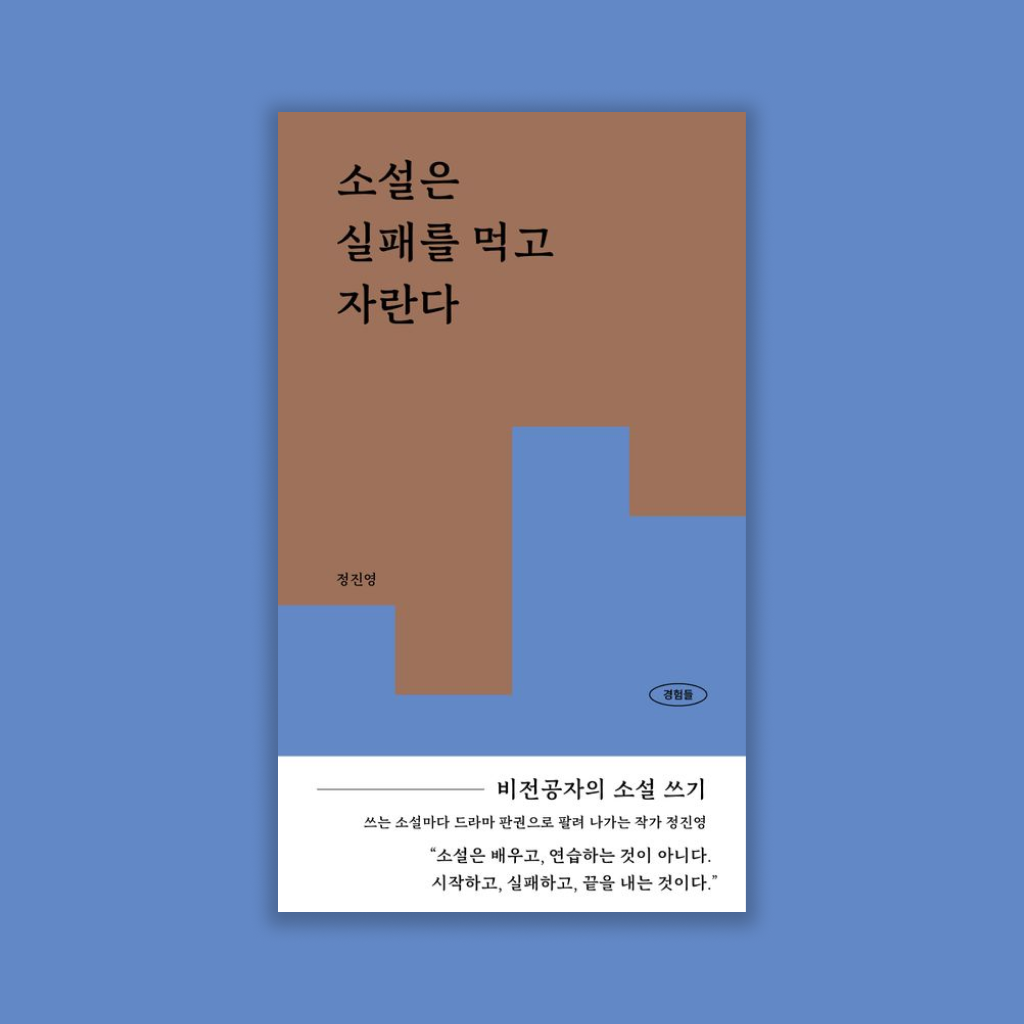 소설은
실패를 먹고
자란다
정진영
경험들
비전공자의 소설 쓰기
쓰는 소설마다 드라마 판권으로 팔려 나가는 작가 정진영
“소설은 배우고, 연습하는 것이 아니다.
시작하고, 실패하고, 끝을 내는 것이다.”